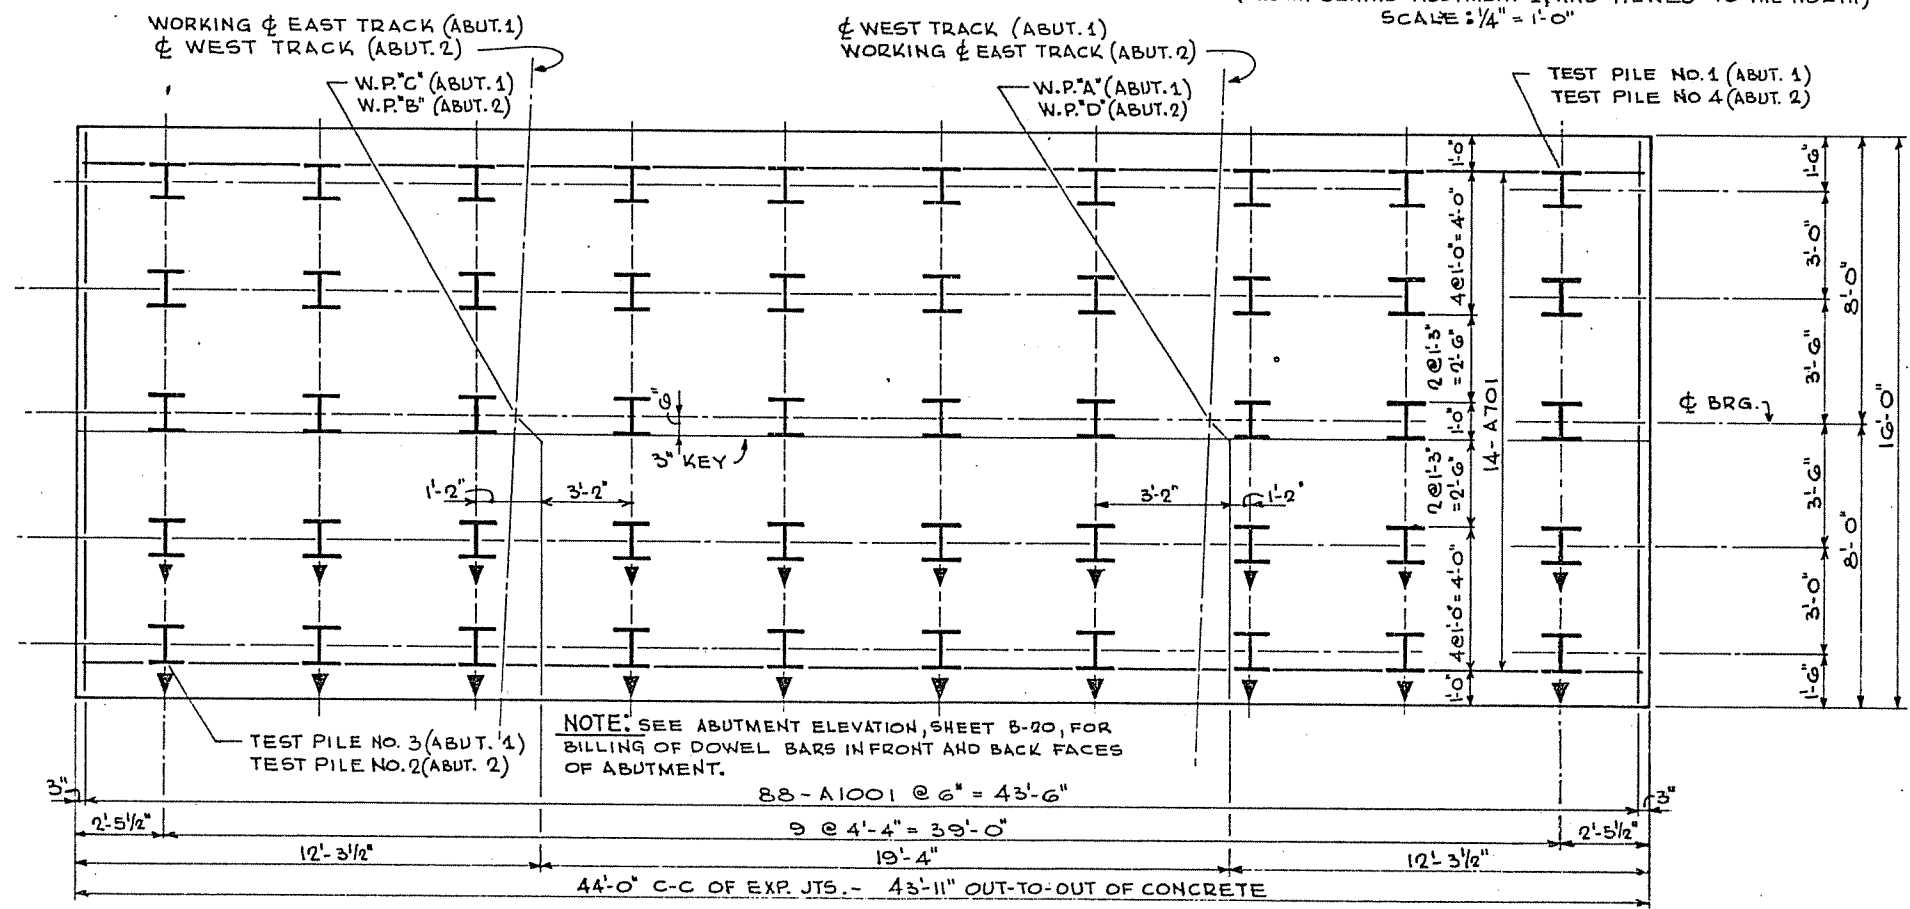 SCALE: 1/4" = 1'-0"
WORKING ℄ EAST TRACK (ABUT.1)
℄ WEST TRACK (ABUT.2)
℄ WEST TRACK (ABUT.1)
WORKING ℄ EAST TRACK (ABUT.2)
W.P."C" (ABUT.1)
W.P."B" (ABUT.2)
W.P."A" (ABUT.1)
W.P."D" (ABUT.2)
TEST PILE NO.1 (ABUT. 1)
TEST PILE NO 4 (ABUT. 2)
1'-0"
4@1'-0" = 4'-0"
2@1'-3"
= 2'-6"
1'-0"
2@1'-3"
= 2'-6"
4@1'-0" = 4'-0"
1'-0"
14-A701
1'-6"
3'-0"
3'-6"
3'-6"
3'-0"
1'-6"
8'-0"
8'-0"
16'-0"
℄ BRG.
6"
3" KEY
1'-2"
3'-2"
3'-2"
1'-2"
TEST PILE NO. 3 (ABUT. 1)
TEST PILE NO.2 (ABUT. 2)
NOTE: SEE ABUTMENT ELEVATION, SHEET B-20, FOR
BILLING OF DOWEL BARS IN FRONT AND BACK FACES
OF ABUTMENT.
3"
88-A1001 @ 6" = 43'-6"
3"
2'-5 1/2"
9 @ 4'-4" = 39'-0"
2'-5 1/2"
12'-3 1/2"
19'-4"
12'-3 1/2"
44'-0" C-C OF EXP. JTS. - 43'-11" OUT-TO-OUT OF CONCRETE